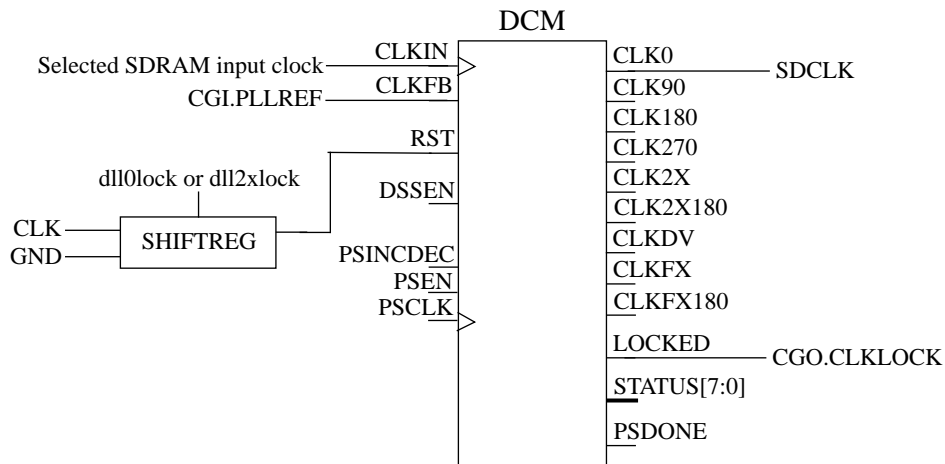 DCM
Selected SDRAM input clock
CLKIN
CGI.PLLREF
CLKFB
RST
dll0lock or dll2xlock
CLK
GND
SHIFTREG
DSSEN
PSINCDEC
PSEN
PSCLK
CLK0
SDCLK
CLK90
CLK180
CLK270
CLK2X
CLK2X180
CLKDV
CLKFX
CLKFX180
LOCKED
CGO.CLKLOCK
STATUS[7:0]
PSDONE